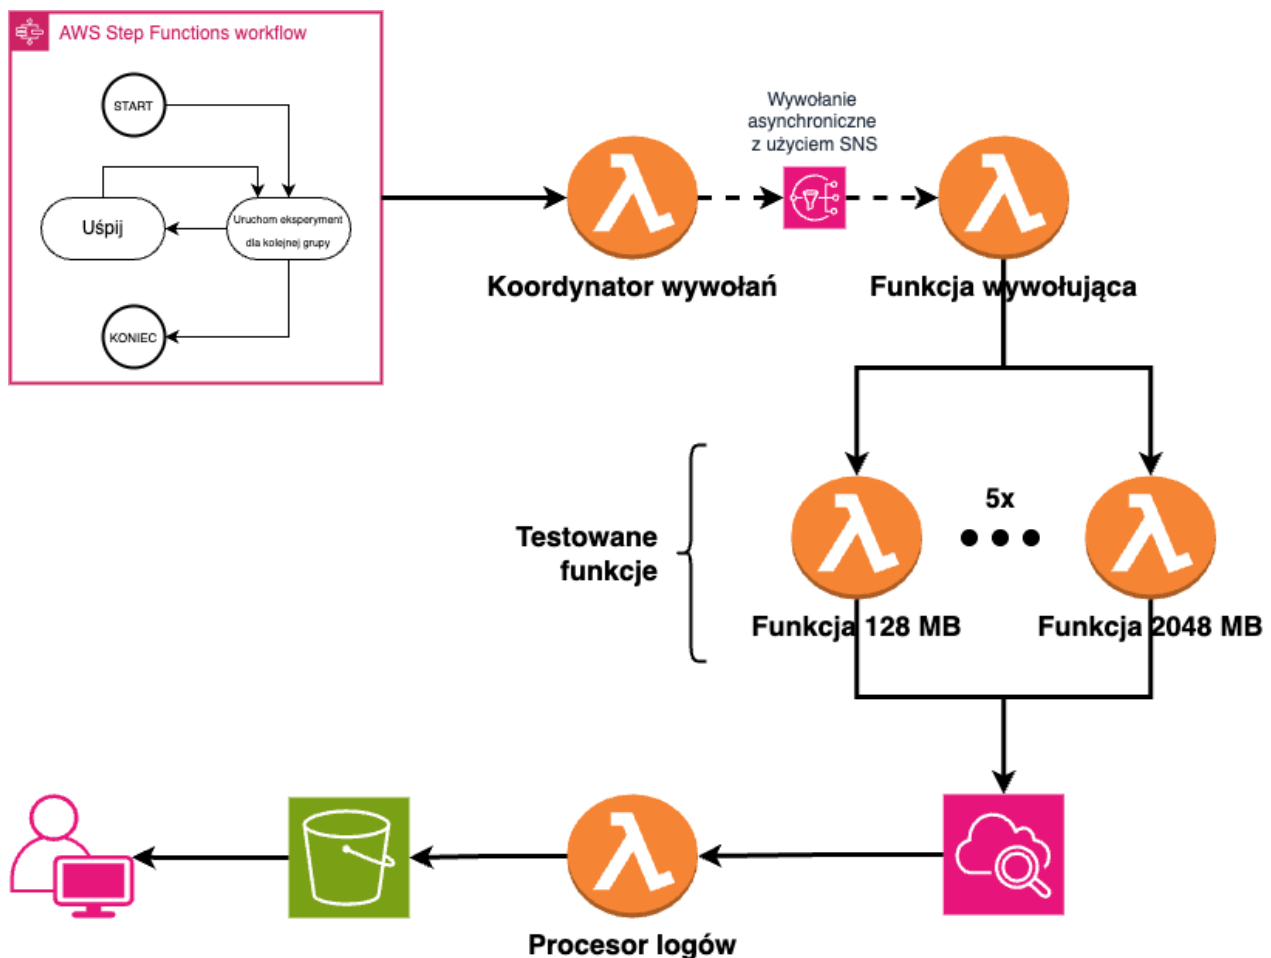 AWS Step Functions workflow
START
Uśpij
Uruchom eksperyment
dla kolejnej grupy
KONIEC
Wywołanie
asynchroniczne
z użyciem SNS
Koordynator wywołań
Funkcja wywołująca
Testowane
funkcje
5x
Funkcja 128 MB
Funkcja 2048 MB
Procesor logów